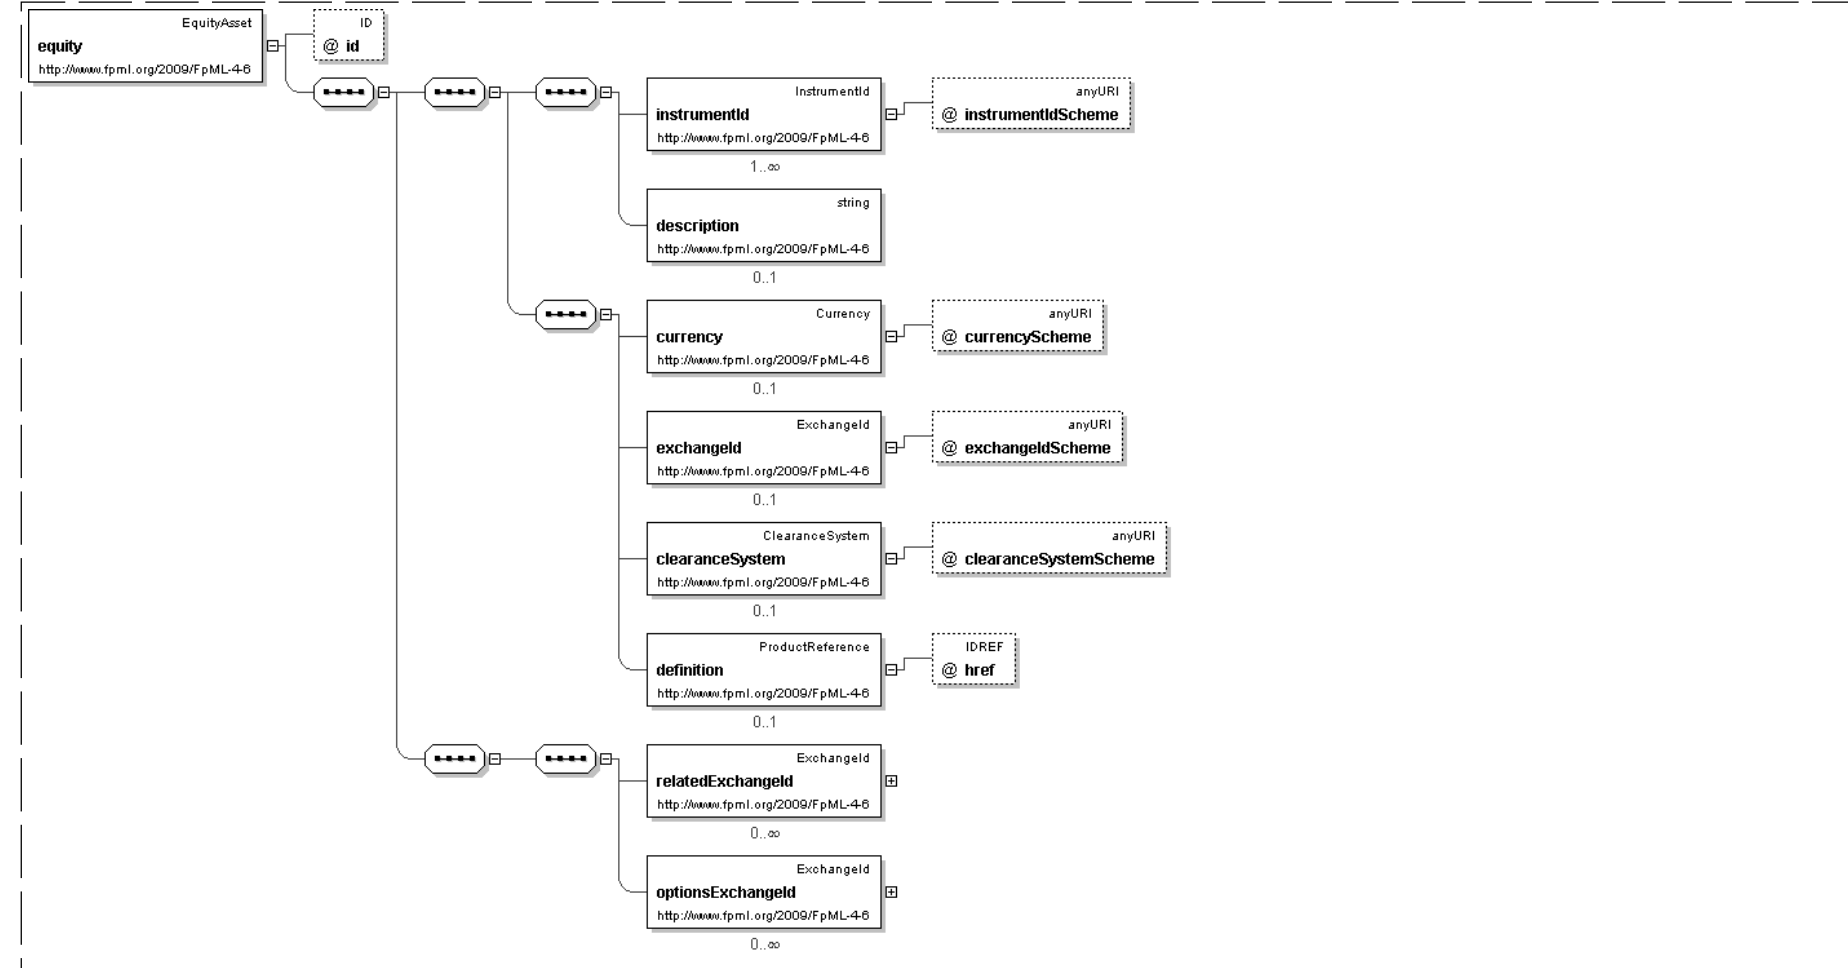 EquityAsset
equity
http://www.fpml.org/2009/FpML-4-6
ID
@ id
InstrumentId
instrumentId
http://www.fpml.org/2009/FpML-4-6
1..∞
anyURI
@ instrumentIdScheme
string
description
http://www.fpml.org/2009/FpML-4-6
0..1
Currency
currency
http://www.fpml.org/2009/FpML-4-6
0..1
anyURI
@ currencyScheme
ExchangeId
exchangeId
http://www.fpml.org/2009/FpML-4-6
0..1
anyURI
@ exchangeIdScheme
ClearanceSystem
clearanceSystem
http://www.fpml.org/2009/FpML-4-6
0..1
anyURI
@ clearanceSystemScheme
ProductReference
definition
http://www.fpml.org/2009/FpML-4-6
0..1
IDREF
@ href
ExchangeId
relatedExchangeId
http://www.fpml.org/2009/FpML-4-6
0..∞
ExchangeId
optionsExchangeId
http://www.fpml.org/2009/FpML-4-6
0..∞